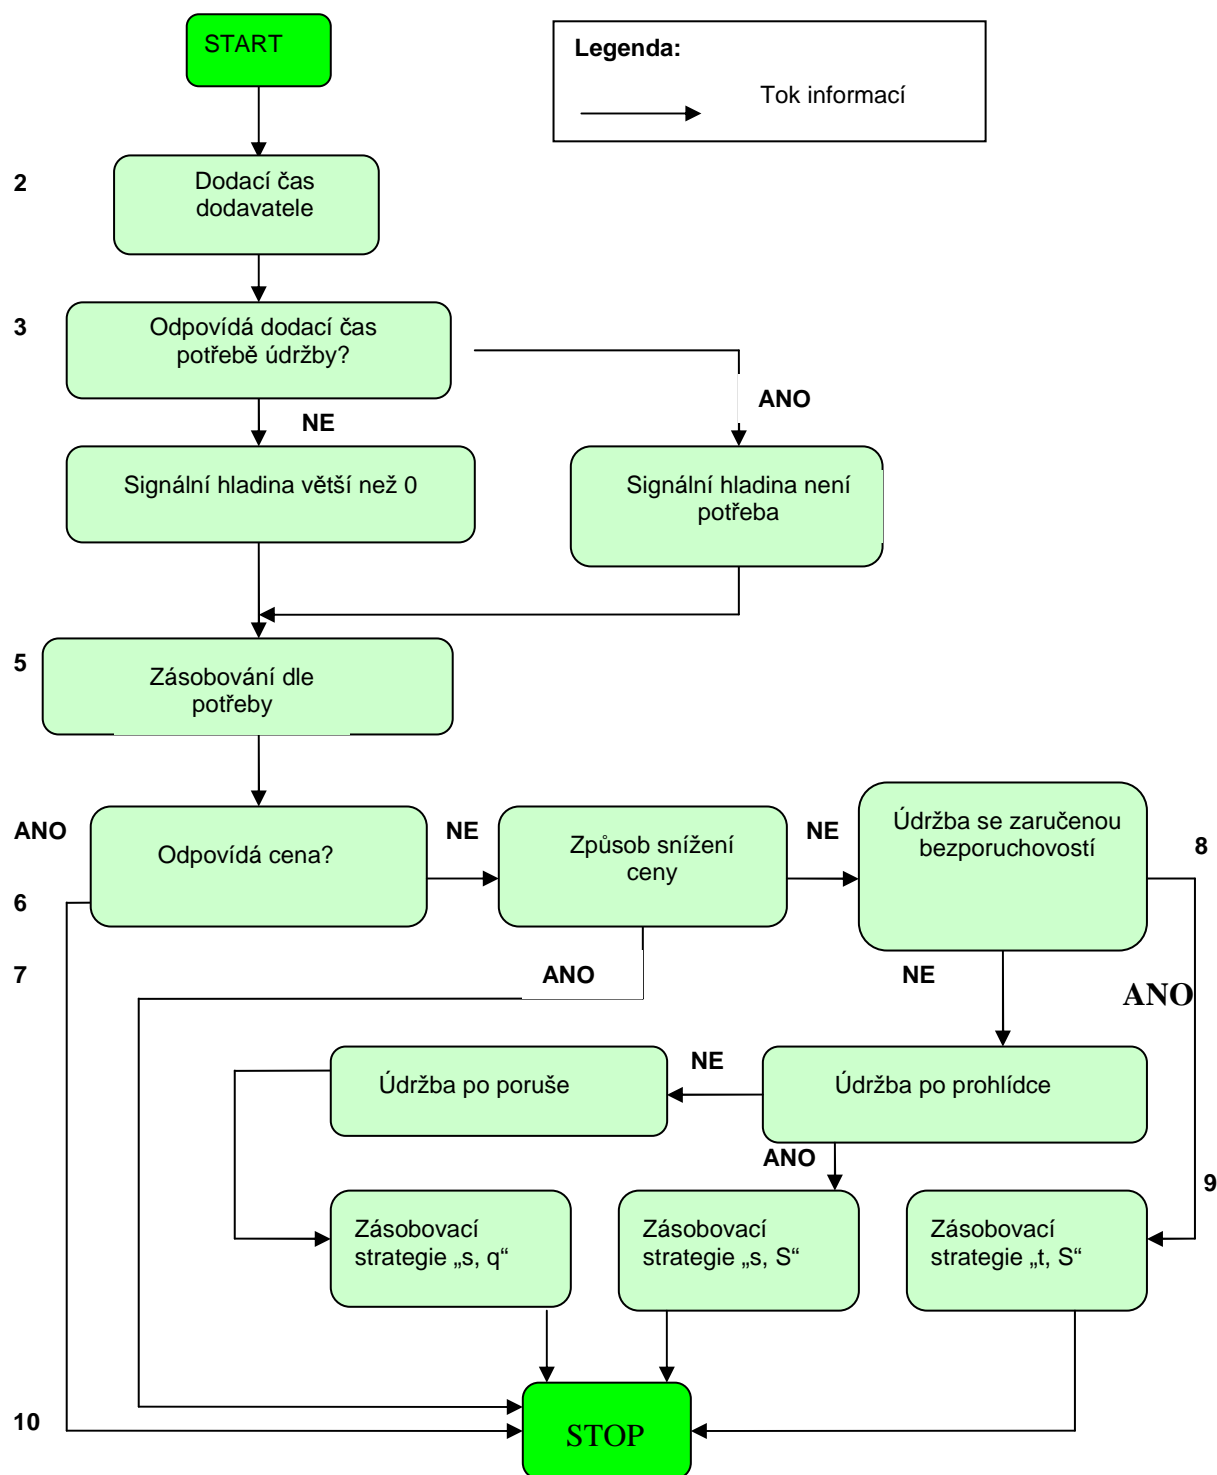 START
Legenda:
Tok informací
2
Dodací čas
dodavatele
3
Odpovídá dodací čas
potřebě údržby?
ANO
NE
Signální hladina větší než 0
Signální hladina není
potřeba
5
Zásobování dle
potřeby
ANO
Odpovídá cena?
NE
Způsob snížení
ceny
NE
Údržba se zaručenou
bezporuchovostí
8
6
7
ANO
NE
ANO
Údržba po poruše
NE
Údržba po prohlídce
ANO
9
Zásobovací
strategie „s, q“
Zásobovací
strategie „s, S“
Zásobovací
strategie „t, S“
10
STOP